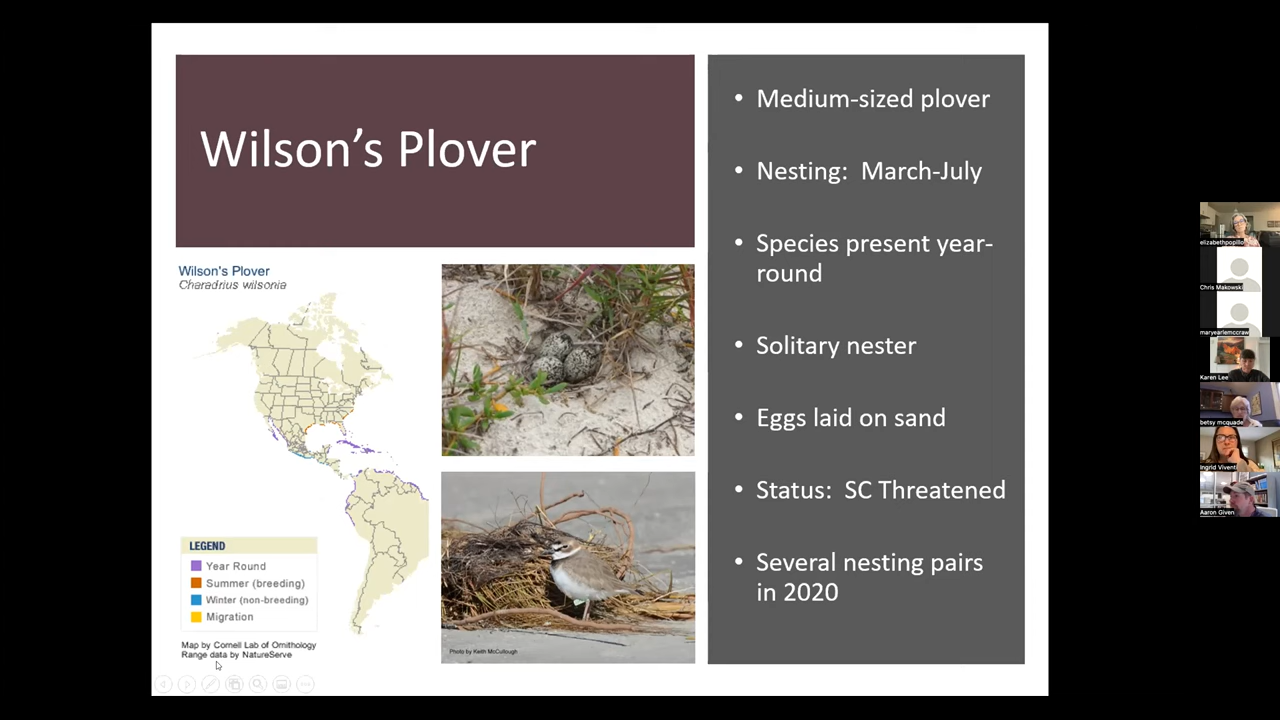 Wilson's Plover
Wilson's Plover
Charadrius wilsonia
LEGEND
Year Round
Summer (breeding)
Winter (non-breeding)
Migration
Map by Cornell Lab of Ornithology
Range data by NatureServe
Photo by Keith McCullough
• Medium-sized plover
• Nesting: March-July
• Species present year-
round
• Solitary nester
• Eggs laid on sand
• Status: SC Threatened
• Several nesting pairs
in 2020
elizabethpopillo
Chris Makowski
maryearlemccraw
Karen Lee
betsy mcquade
Ingrid Viventi
Aaron Given